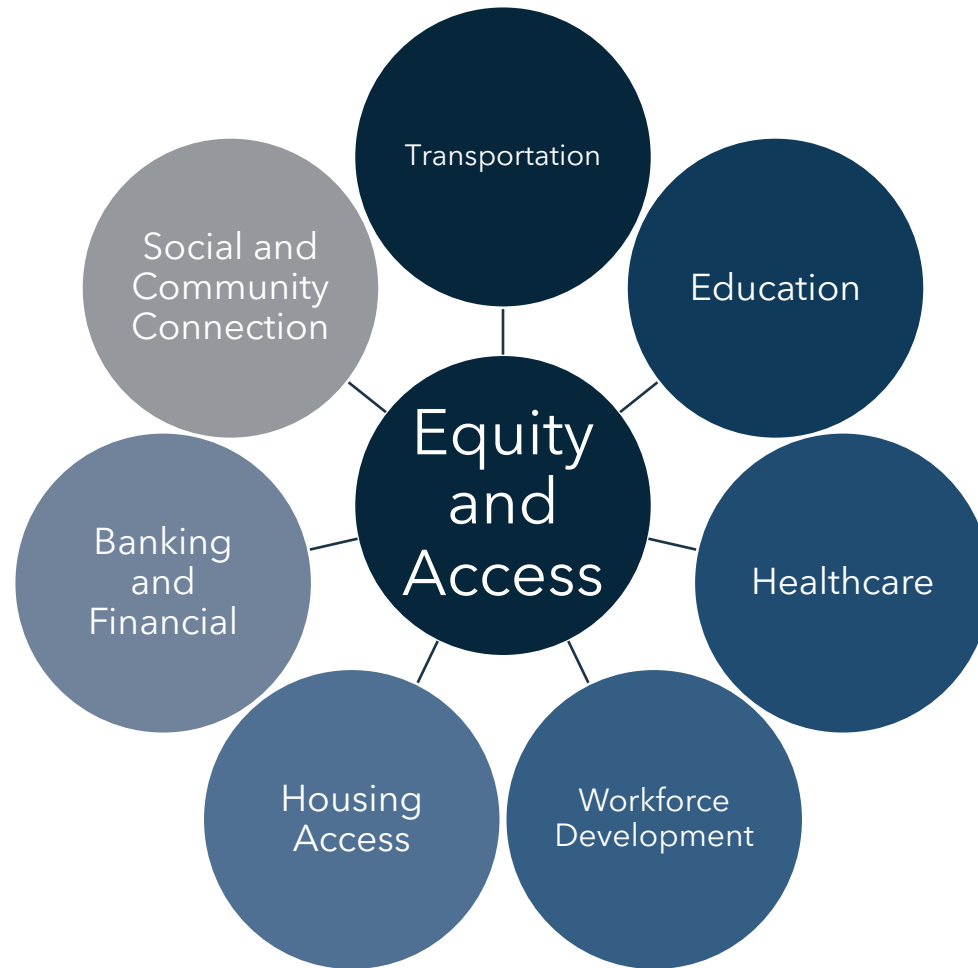 Transportation
Education
Healthcare
Workforce
Development
Housing
Access
Banking
and
Financial
Social and
Community
Connection
Equity
and
Access